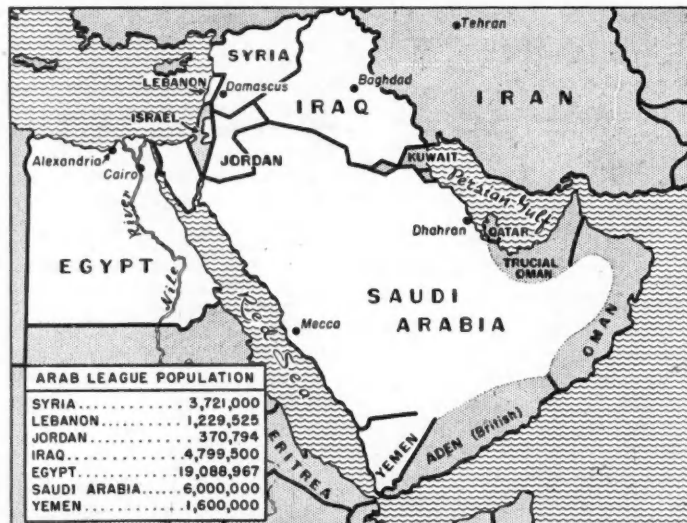 Tehran
SYRIA
LEBANON
Damascus
Baghdad
IRAN
ISRAEL
IRAQ
Alexandria
JORDAN
KUWAIT
Cairo
Persian Gulf
River
Dhahran
QATAR
TRUCIAL
OMAN
EGYPT
Nile
SAUDI
ARABIA
OMAN
Red Sea
Mecca
ADEN (British)
YEMEN
ERITREA
ARAB LEAGUE POPULATION
SYRIA.......... 3,721,000
LEBANON.......... 1,229,525
JORDAN.......... 370,794
IRAQ.......... 4,799,500
EGYPT.......... 19,088,967
SAUDI ARABIA..... 6,000,000
YEMEN.......... 1,600,000